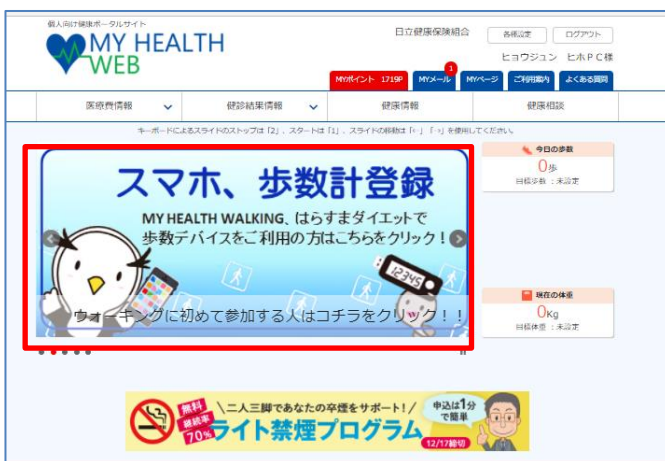 個人向け健康ポータルサイト
MY HEALTH
WEB
日立健康保険組合
各種設定
ログアウト
ヒョウジュン ヒホPC様
1
MYポイント 1719P
MYメール
MYページ
ご利用案内
よくある質問
医療費情報
健診結果情報
健康情報
健康相談
キーボードによるスライドのストップは「2」、スタートは「1」、スライドの移動は「←」「→」を使用してください。
スマホ、歩数計登録
MY HEALTH WALKING、はらすまダイエットで
歩数デバイスをご利用の方はこちらをクリック！
12345
ウォーキングに初めて参加する人はコチラをクリック！！
今日の歩数
0歩
目標歩数 ：未設定
現在の体重
0Kg
目標体重 ：未設定
無料
継続率
70%
＼二人三脚であなたの卒煙をサポート！／
ライト禁煙プログラム
申込は1分
で簡単
12/17締切